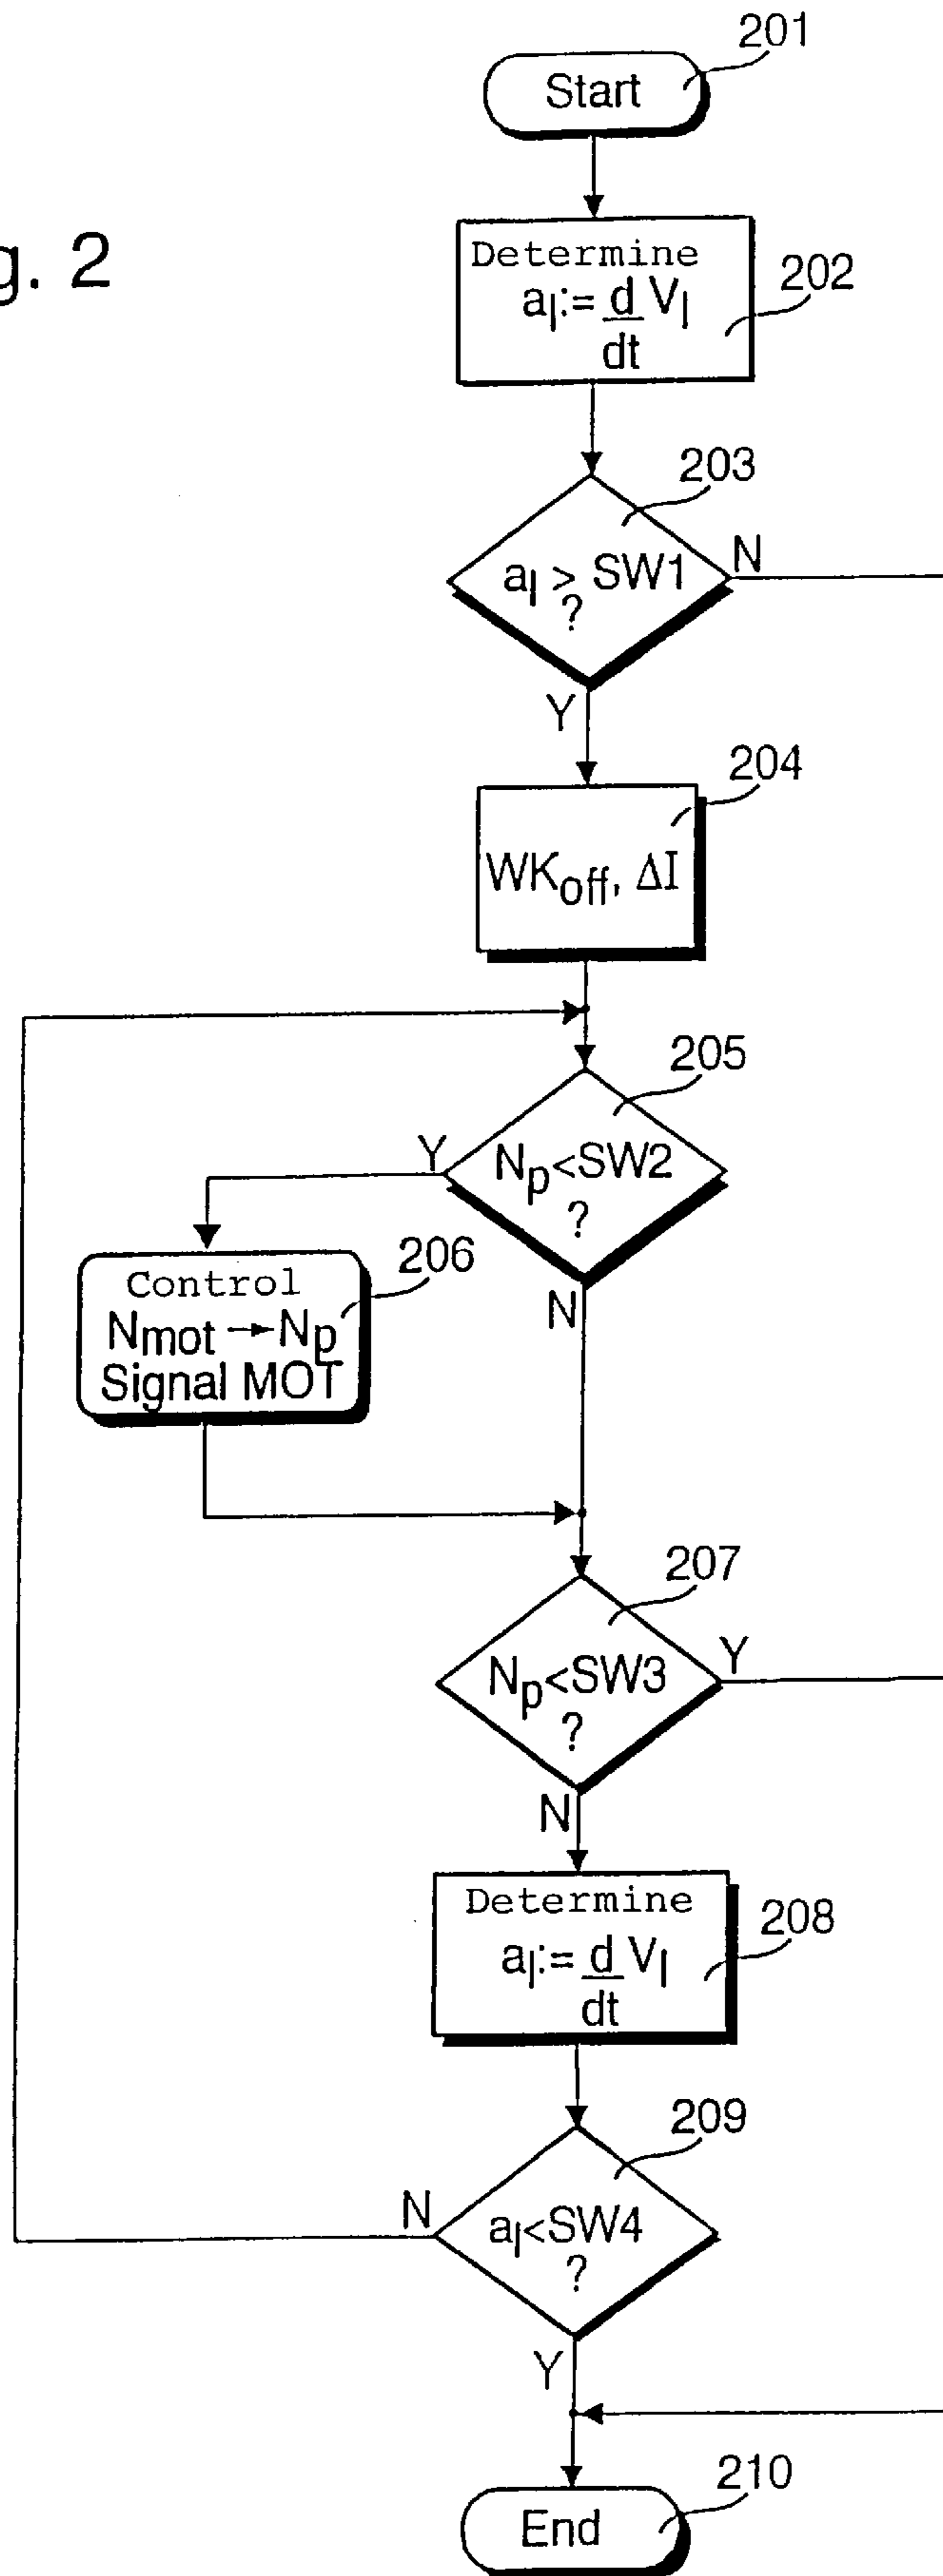 201
Start
g. 2
Determine
202
a_l := d/dt V_l
203
a_l > SW1
N
?
Y
204
WK_off, ΔI
205
Y
N_p<SW2
?
206
Control
N_mot → N_p
N
Signal MOT
207
Y
N_p<SW3
?
N
Determine
208
a_l := d/dt V_l
209
N
a_l<SW4
?
Y
210
End